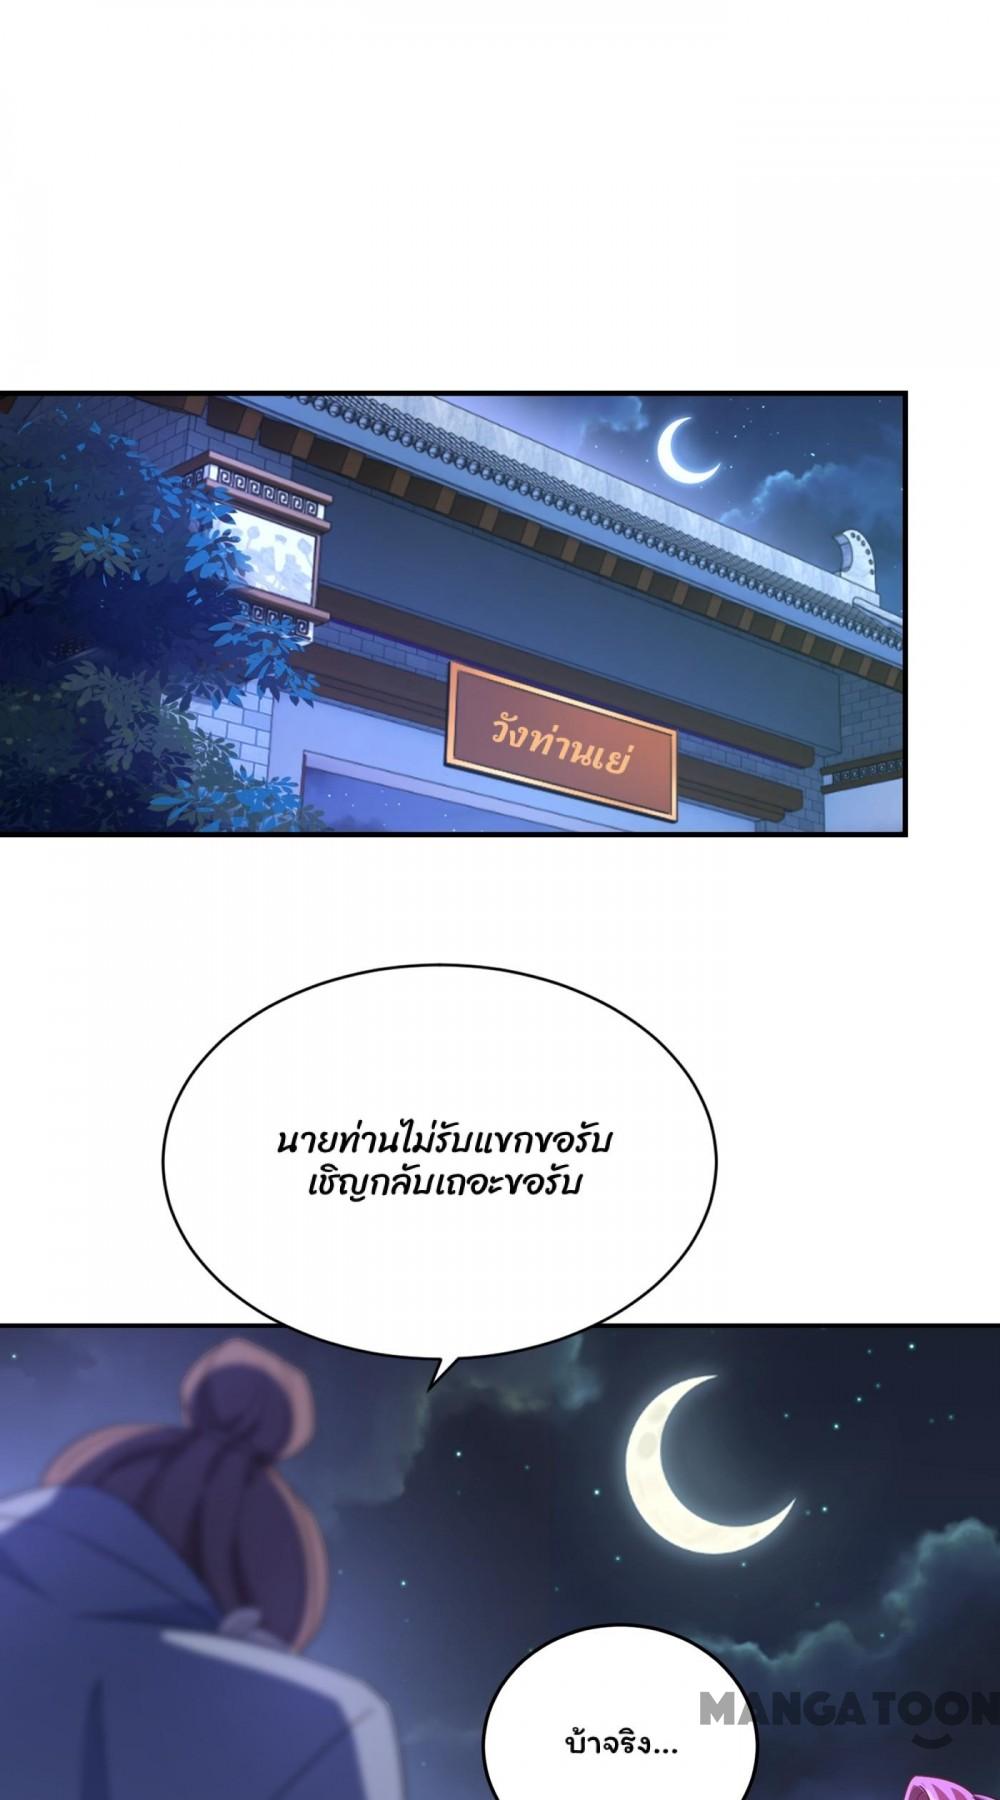 วังท่านเย่
นายท่านไม่รับแขกขอรับ
เชิญกลับเถอะขอรับ
MANGA TOON
บ้าจริง...